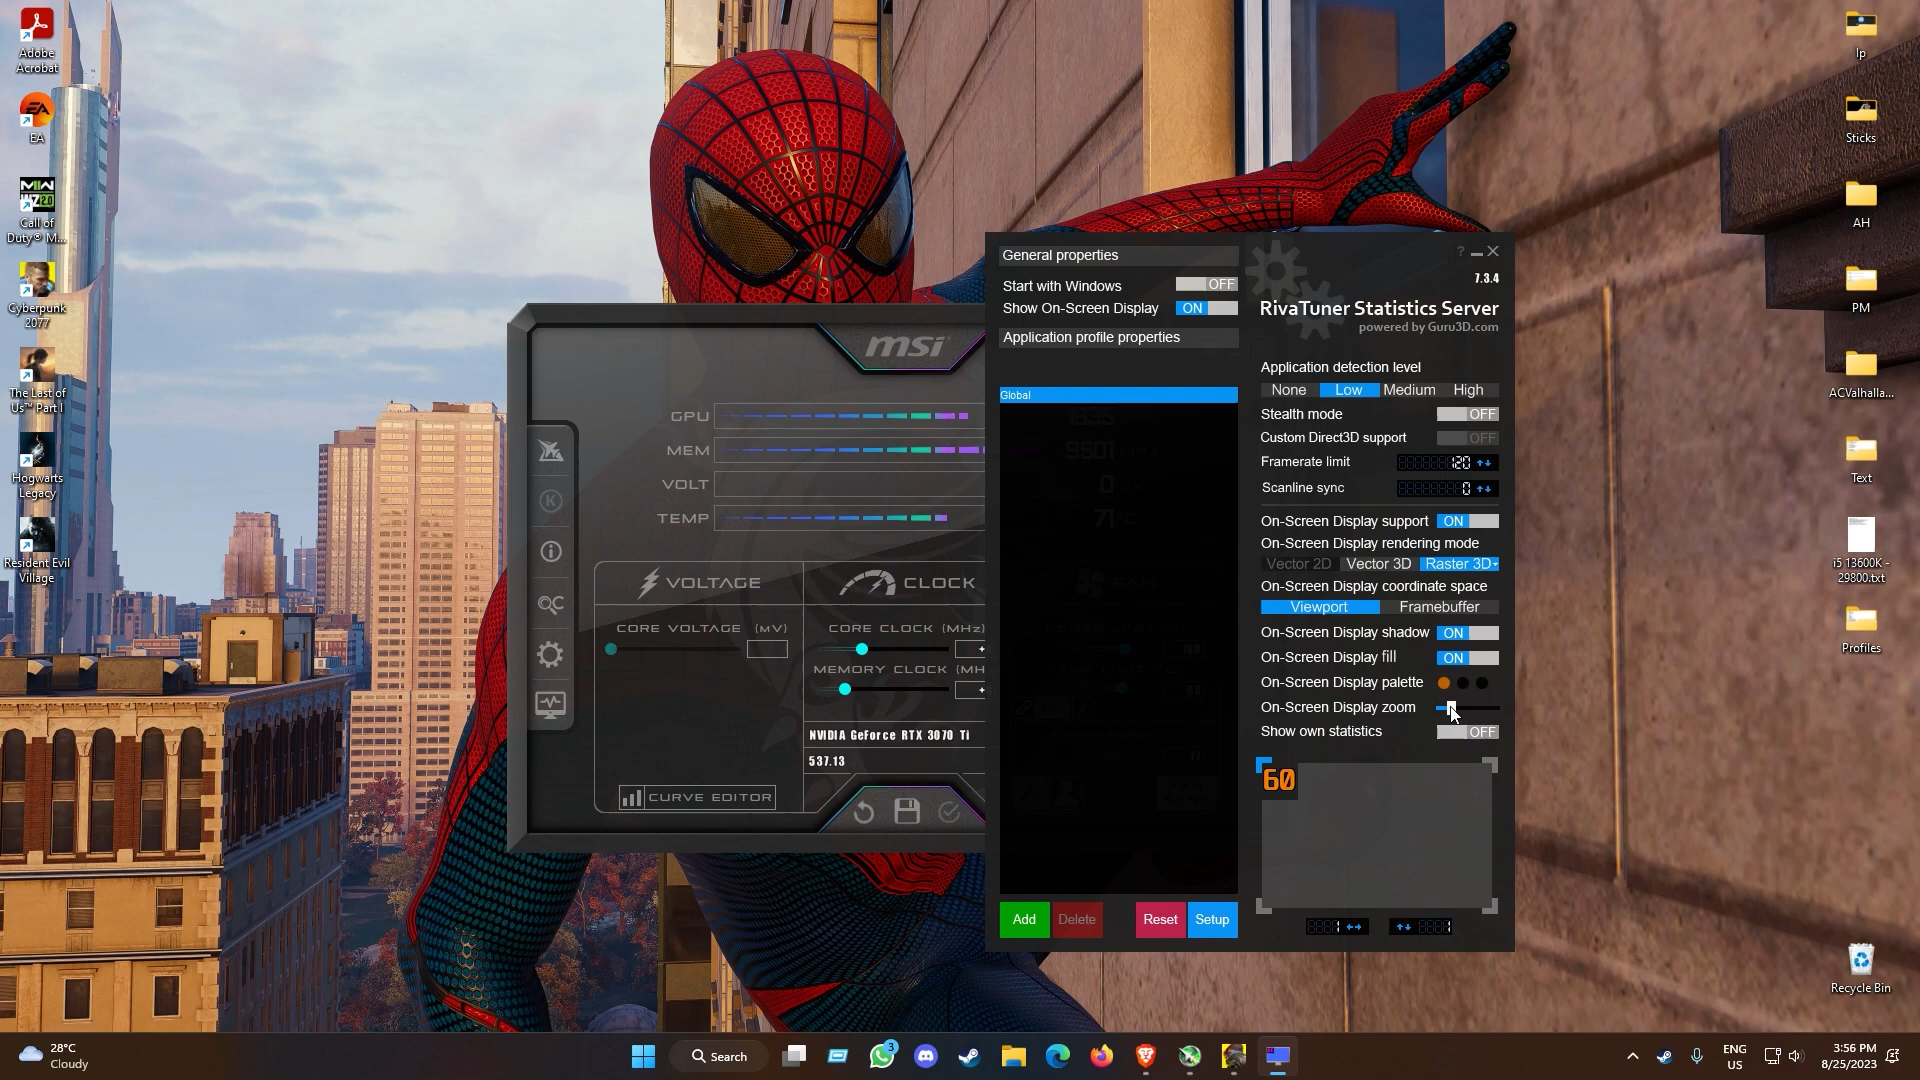 Adobe
Acrobat
EA
Call of
Duty® M...
Cyberpunk
2077
The Last of
Us™ Part I
Hogwarts
Legacy
Resident Evil
Village
msi
GPU
MEM
VOLT
TEMP
VOLTAGE
CLOCK
CORE VOLTAGE (MV)
CORE CLOCK (MHz)
MEMORY CLOCK (MH
NVIDIA GeForce RTX 3070 Ti
537.13
CURVE EDITOR
General properties
Start with Windows OFF
Show On-Screen Display ON
Application profile properties
Global
1935
9501
0
71
Add
Delete
Reset
Setup
7.3.4
RivaTuner Statistics Server
powered by Guru3D.com
Application detection level
None Low Medium High
Stealth mode OFF
Custom Direct3D support OFF
Framerate limit 120
Scanline sync 0
On-Screen Display support ON
On-Screen Display rendering mode
Vector 2D Vector 3D Raster 3D
On-Screen Display coordinate space
Viewport Framebuffer
On-Screen Display shadow ON
On-Screen Display fill ON
On-Screen Display palette
On-Screen Display zoom
Show own statistics OFF
60
1 1
Ip
Sticks
AH
PM
ACValhalla...
Text
i5 13600K -
29800.txt
Profiles
Recycle Bin
28°C
Cloudy
Search
3
ENG
US
3:56 PM
8/25/2023